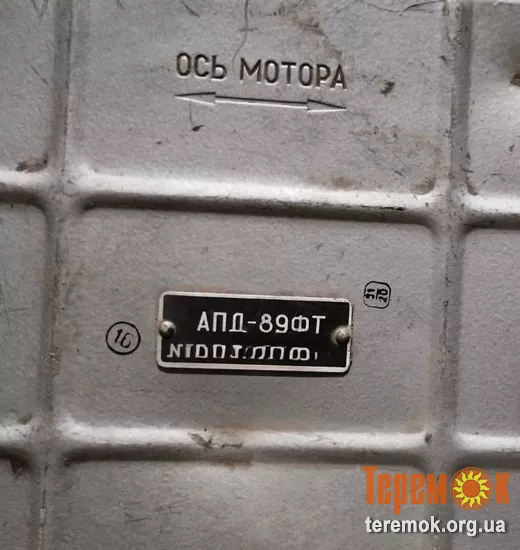 ОСЬ МОТОРА
16
АПД-89ФТ
Теремок
teremok.org.ua